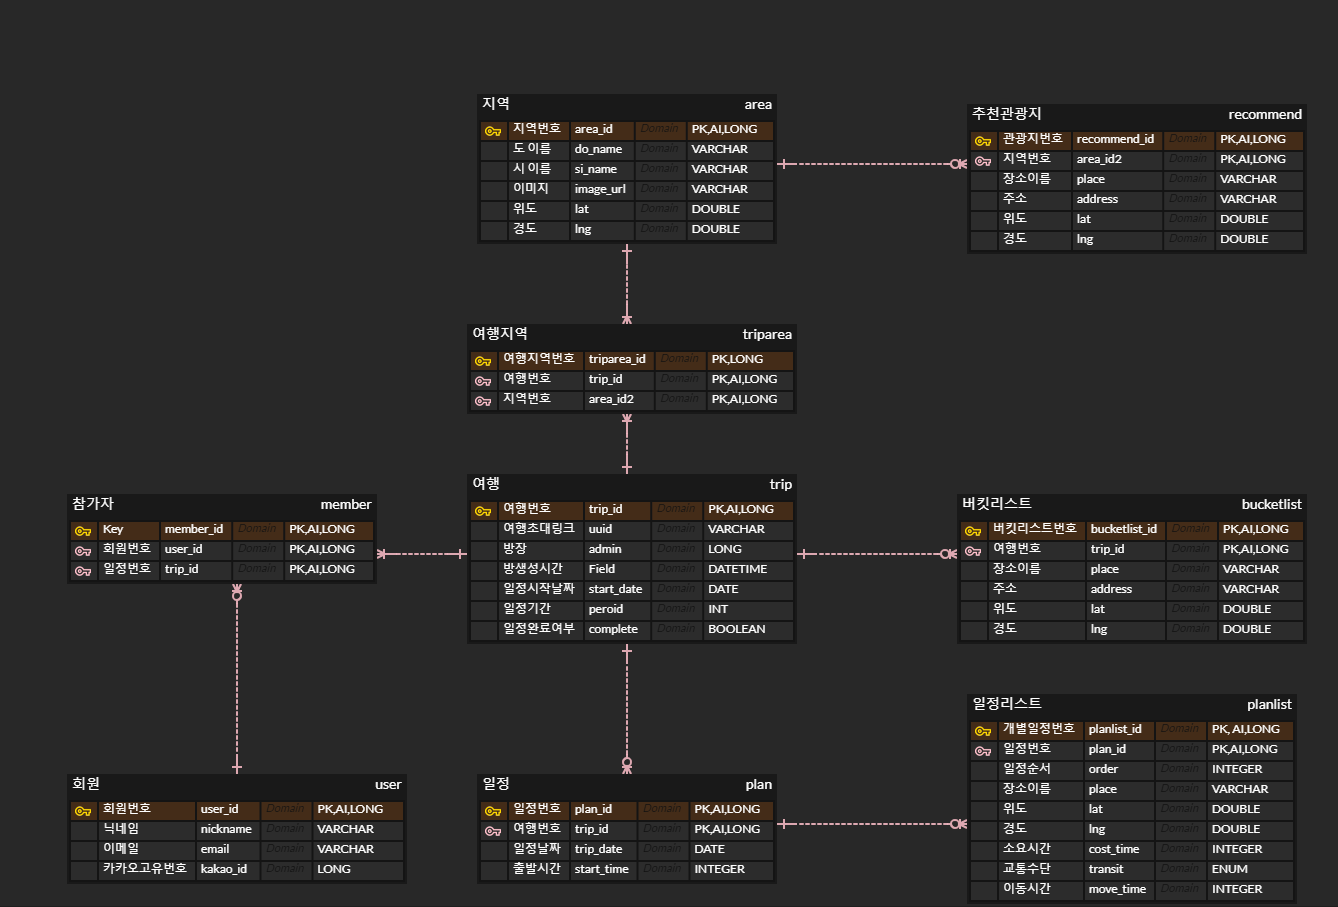 지역 area
지역번호 area_id Domain PK,AI,LONG
도 이름 do_name Domain VARCHAR
시 이름 si_name Domain VARCHAR
이미지 image_url Domain VARCHAR
위도 lat Domain DOUBLE
경도 lng Domain DOUBLE
추천관광지 recommend
관광지번호 recommend_id Domain PK,AI,LONG
지역번호 area_id2 Domain PK,AI,LONG
장소이름 place Domain VARCHAR
주소 address Domain VARCHAR
위도 lat Domain DOUBLE
경도 lng Domain DOUBLE
여행지역 triparea
여행지역번호 triparea_id Domain PK,LONG
여행번호 trip_id Domain PK,AI,LONG
지역번호 area_id2 Domain PK,AI,LONG
참가자 member
Key member_id Domain PK,AI,LONG
회원번호 user_id Domain PK,AI,LONG
일정번호 trip_id Domain PK,AI,LONG
여행 trip
여행번호 trip_id Domain PK,AI,LONG
여행초대링크 uuid Domain VARCHAR
방장 admin Domain LONG
방생성시간 Field Domain DATETIME
일정시작날짜 start_date Domain DATE
일정기간 peroid Domain INT
일정완료여부 complete Domain BOOLEAN
버킷리스트 bucketlist
버킷리스트번호 bucketlist_id Domain PK,AI,LONG
여행번호 trip_id Domain PK,AI,LONG
장소이름 place Domain VARCHAR
주소 address Domain VARCHAR
위도 lat Domain DOUBLE
경도 lng Domain DOUBLE
회원 user
회원번호 user_id Domain PK,AI,LONG
닉네임 nickname Domain VARCHAR
이메일 email Domain VARCHAR
카카오고유번호 kakao_id Domain LONG
일정 plan
일정번호 plan_id Domain PK,AI,LONG
여행번호 trip_id Domain PK,AI,LONG
일정날짜 trip_date Domain DATE
출발시간 start_time Domain INTEGER
일정리스트 planlist
개별일정번호 planlist_id Domain PK, AI,LONG
일정번호 plan_id Domain PK,AI,LONG
일정순서 order Domain INTEGER
장소이름 place Domain VARCHAR
위도 lat Domain DOUBLE
경도 lng Domain DOUBLE
소요시간 cost_time Domain INTEGER
교통수단 transit Domain ENUM
이동시간 move_time Domain INTEGER